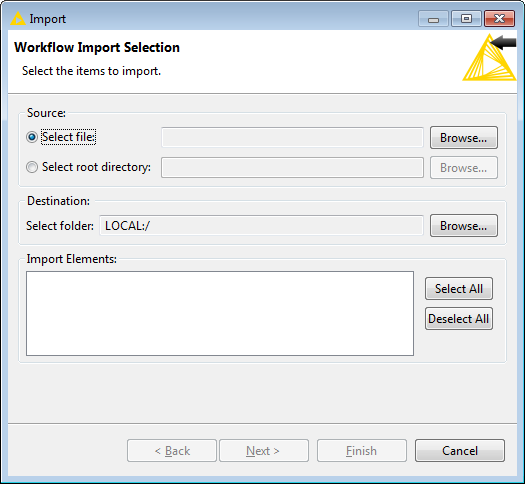 Import
Workflow Import Selection
Select the items to import.
Source:
Select file:
Browse...
Select root directory:
Browse...
Destination:
Select folder:
LOCAL:/
Browse...
Import Elements:
Select All
Deselect All
< Back
Next >
Finish
Cancel